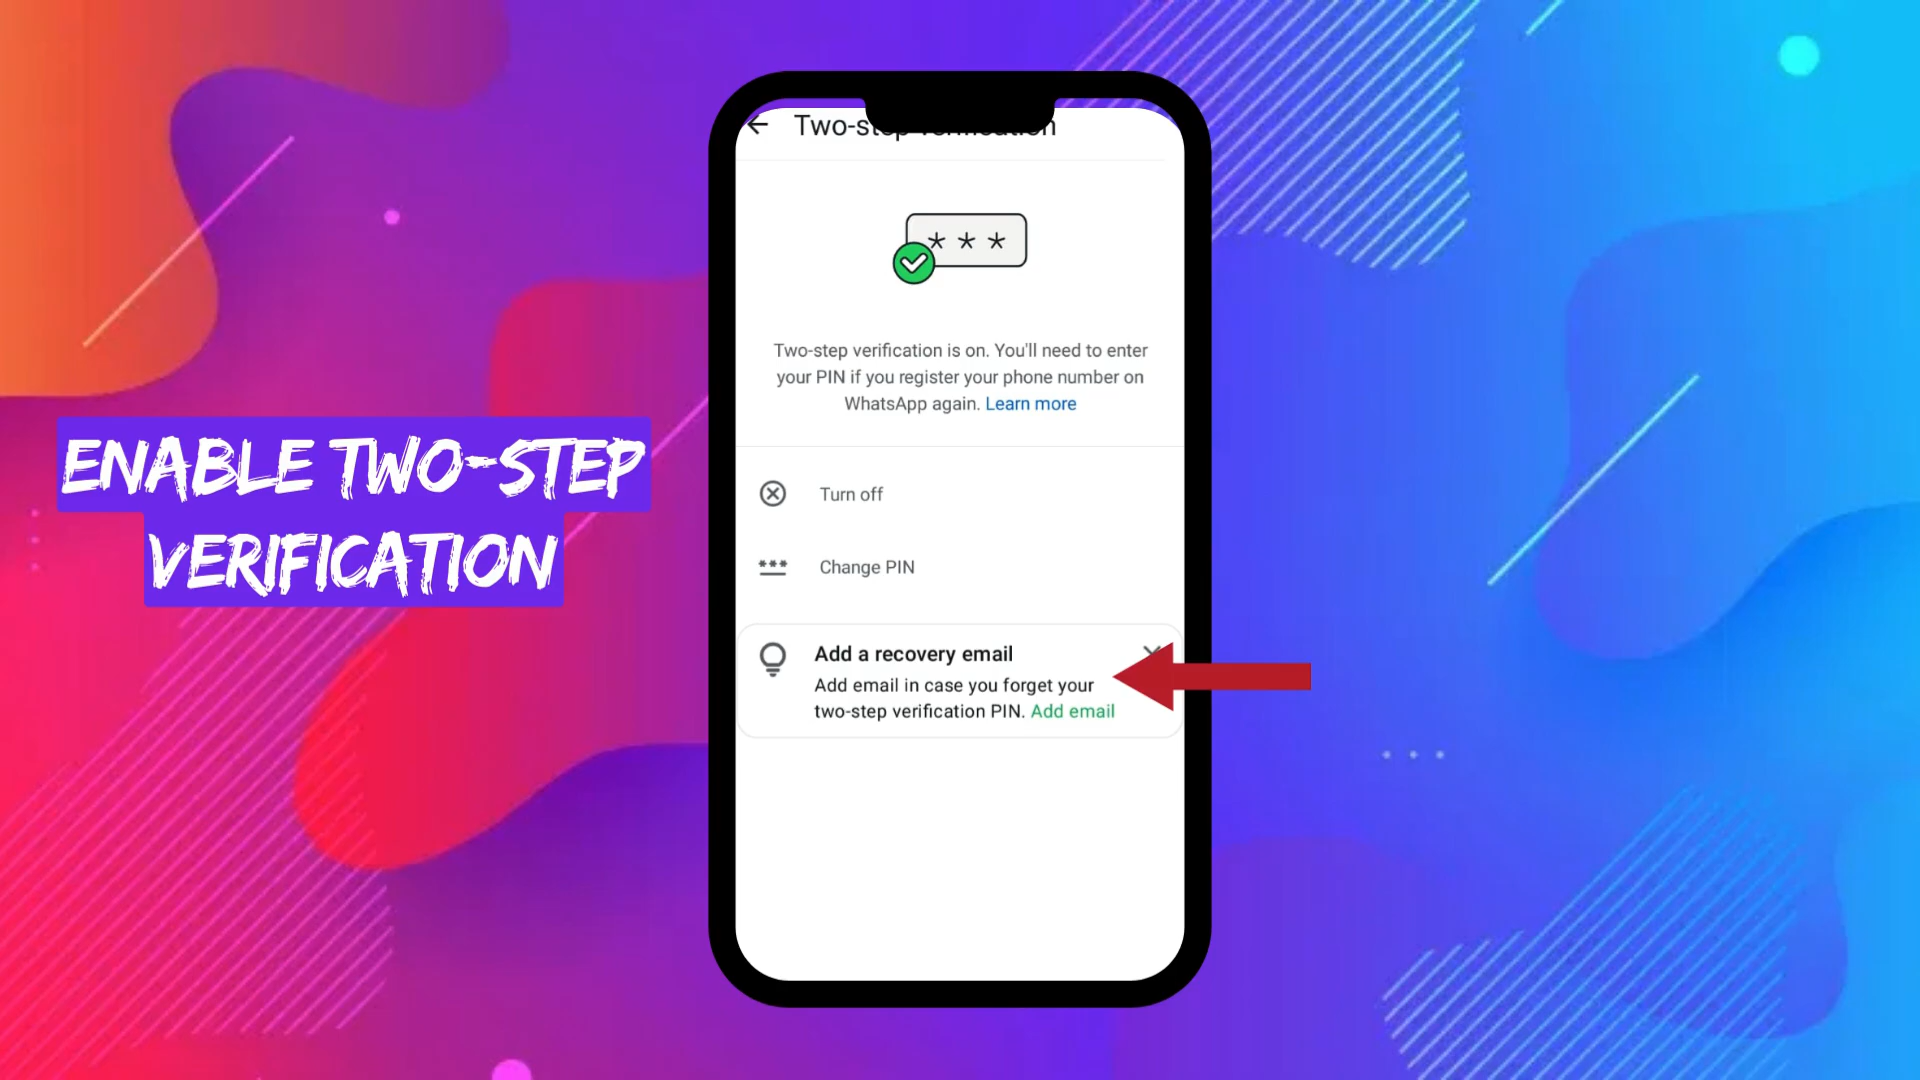 Two-step verification
* * *
Two-step verification is on. You'll need to enter
your PIN if you register your phone number on
WhatsApp again. Learn more
ENABLE TWO-STEP
VERIFICATION
Turn off
*** Change PIN
Add a recovery email
Add email in case you forget your
two-step verification PIN. Add email